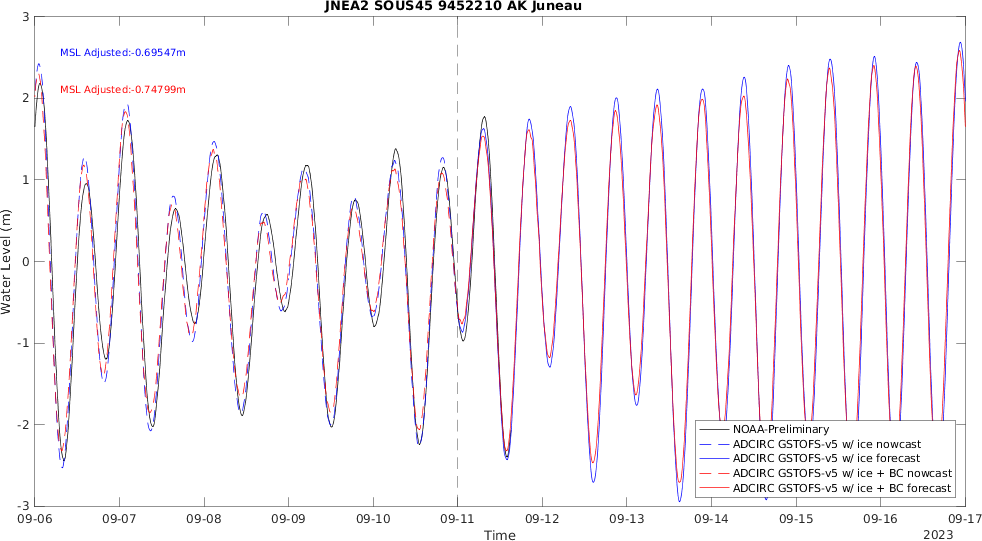 JNEA2 SOUS45 9452210 AK Juneau
MSL Adjusted:-0.69547m
MSL Adjusted:-0.74799m
3
2
1
0
-1
-2
-3
Water Level (m)
NOAA-Preliminary
ADCIRC GSTOFS-v5 w/ ice nowcast
ADCIRC GSTOFS-v5 w/ ice forecast
ADCIRC GSTOFS-v5 w/ ice + BC nowcast
ADCIRC GSTOFS-v5 w/ ice + BC forecast
09-06 09-07 09-08 09-09 09-10 09-11 09-12 09-13 09-14 09-15 09-16 09-17
Time
2023